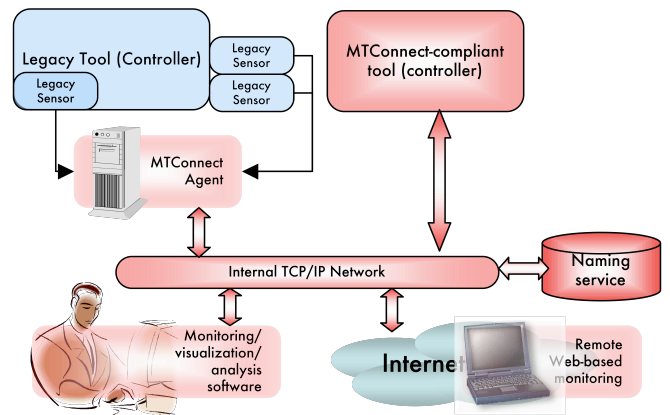 Legacy Tool (Controller)
Legacy
Sensor
Legacy
Sensor
Legacy
Sensor
MTConnect-compliant
tool (controller)
MTConnect
Agent
Internal TCP/IP Network
Naming
service
Monitoring/
visualization/
analysis
software
Internet
Remote
Web-based
monitoring